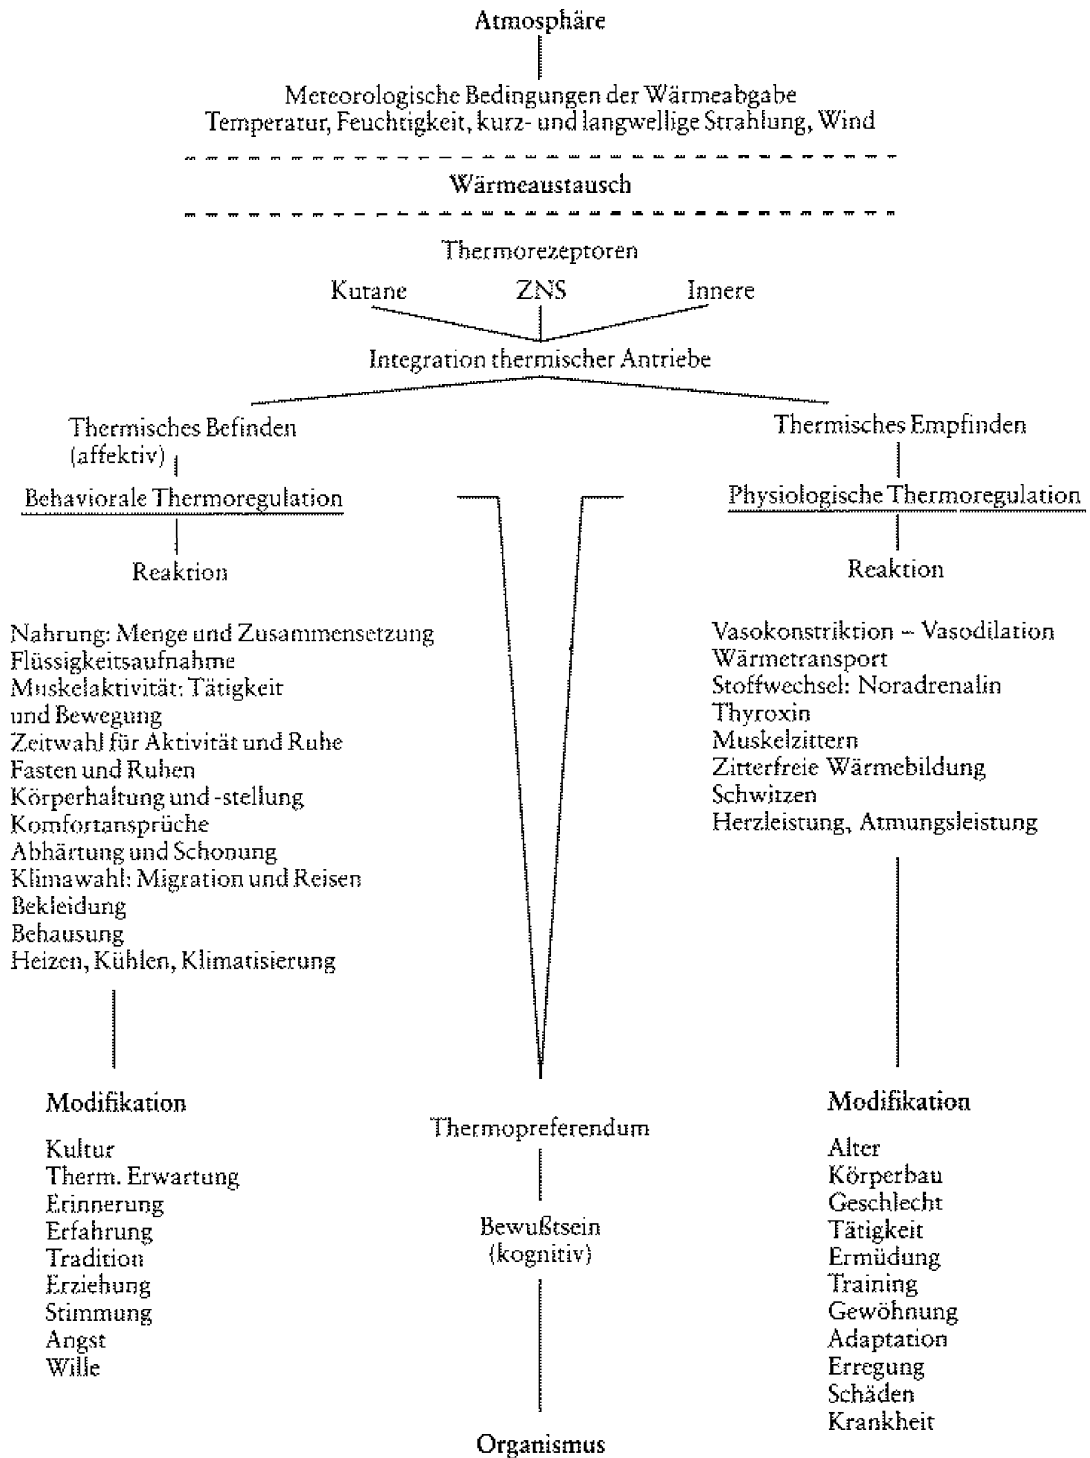 Atmosphäre
Meteorologische Bedingungen der Wärmeabgabe
Temperatur, Feuchtigkeit, kurz- und langwellige Strahlung, Wind
Wärmeaustausch
Thermorezeptoren
Kutane ZNS Innere
Integration thermischer Antriebe
Thermisches Befinden
(affektiv)
Behaviorale Thermoregulation
Reaktion
Nahrung: Menge und Zusammensetzung
Flüssigkeitsaufnahme
Muskelaktivität: Tätigkeit
und Bewegung
Zeitwahl für Aktivität und Ruhe
Fasten und Ruhen
Körperhaltung und -stellung
Komfortansprüche
Abhärtung und Schonung
Klimawahl: Migration und Reisen
Bekleidung
Behausung
Heizen, Kühlen, Klimatisierung
Modifikation
Kultur
Therm. Erwartung
Erinnerung
Erfahrung
Tradition
Erziehung
Stimmung
Angst
Wille
Thermisches Empfinden
Physiologische Thermoregulation
Reaktion
Vasokonstriktion – Vasodilation
Wärmetransport
Stoffwechsel: Noradrenalin
Thyroxin
Muskelzittern
Zitterfreie Wärmebildung
Schwitzen
Herzleistung, Atmungsleistung
Modifikation
Alter
Körperbau
Geschlecht
Tätigkeit
Ermüdung
Training
Gewöhnung
Adaptation
Erregung
Schäden
Krankheit
Thermopreferendum
Bewußtsein
(kognitiv)
Organismus